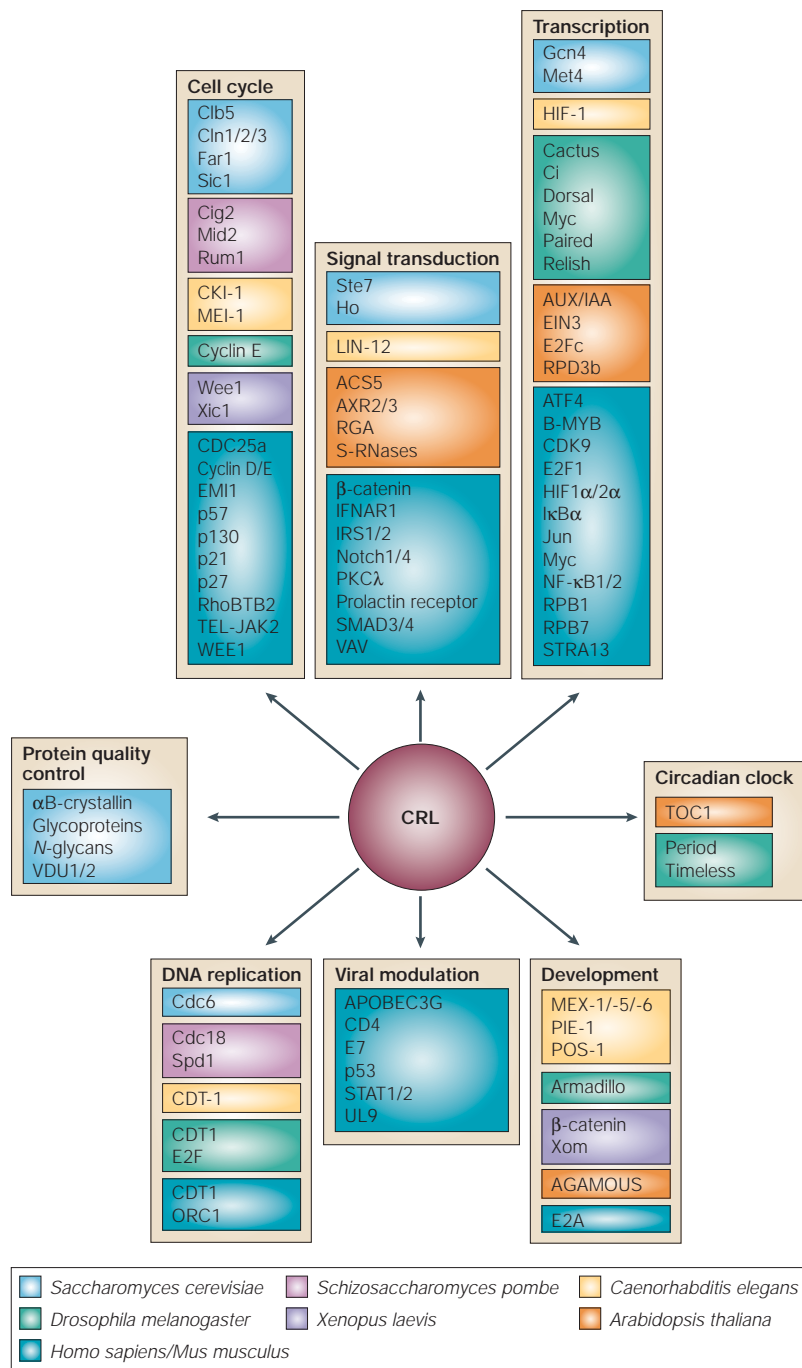 Transcription
Gcn4
Met4
HIF-1
Cactus
Ci
Dorsal
Myc
Paired
Relish
AUX/IAA
EIN3
E2Fc
RPD3b
ATF4
B-MYB
CDK9
E2F1
HIF1α/2α
IκBα
Jun
Myc
NF-κB1/2
RPB1
RPB7
STRA13
Cell cycle
Clb5
Cln1/2/3
Far1
Sic1
Cig2
Mid2
Rum1
CKI-1
MEI-1
Cyclin E
Wee1
Xic1
CDC25a
Cyclin D/E
EMI1
p57
p130
p21
p27
RhoBTB2
TEL-JAK2
WEE1
Signal transduction
Ste7
Ho
LIN-12
ACS5
AXR2/3
RGA
S-RNases
β-catenin
IFNAR1
IRS1/2
Notch1/4
PKCλ
Prolactin receptor
SMAD3/4
VAV
Protein quality
control
αB-crystallin
Glycoproteins
N-glycans
VDU1/2
CRL
Circadian clock
TOC1
Period
Timeless
DNA replication
Cdc6
Cdc18
Spd1
CDT-1
CDT1
E2F
CDT1
ORC1
Viral modulation
APOBEC3G
CD4
E7
p53
STAT1/2
UL9
Development
MEX-1/-5/-6
PIE-1
POS-1
Armadillo
β-catenin
Xom
AGAMOUS
E2A
Saccharomyces cerevisiae
Schizosaccharomyces pombe
Caenorhabditis elegans
Drosophila melanogaster
Xenopus laevis
Arabidopsis thaliana
Homo sapiens/Mus musculus